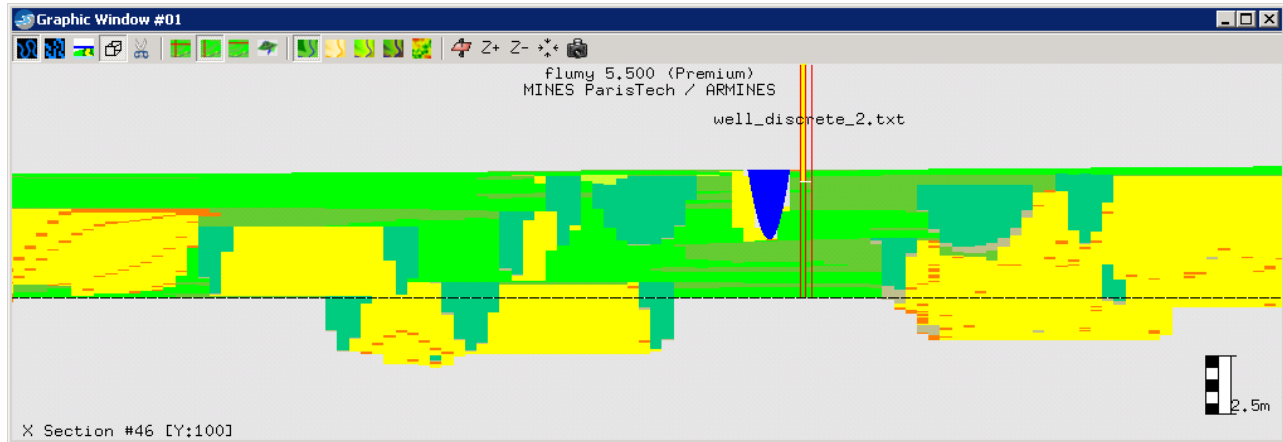 Graphic Window #01
Z+ Z-
flumy 5.500 (Premium)
MINES ParisTech / ARMINES
well_discrete_2.txt
2.5m
X Section #46 [Y:100]